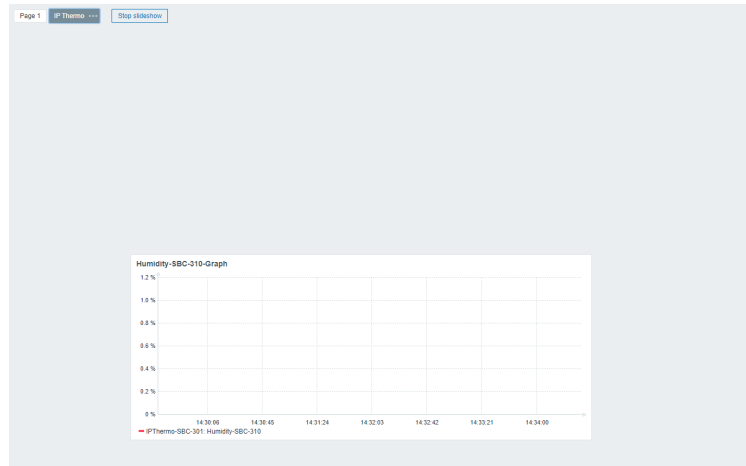 Page 1 IP Thermo ••• Stop slideshow
Humidity-SBC-310-Graph
1.2 %
1.0 %
0.8 %
0.6 %
0.4 %
0.2 %
0 %
14:30:06 14:30:45 14:31:24 14:32:03 14:32:42 14:33:21 14:34:00
IPThermo-SBC-301: Humidity-SBC-310